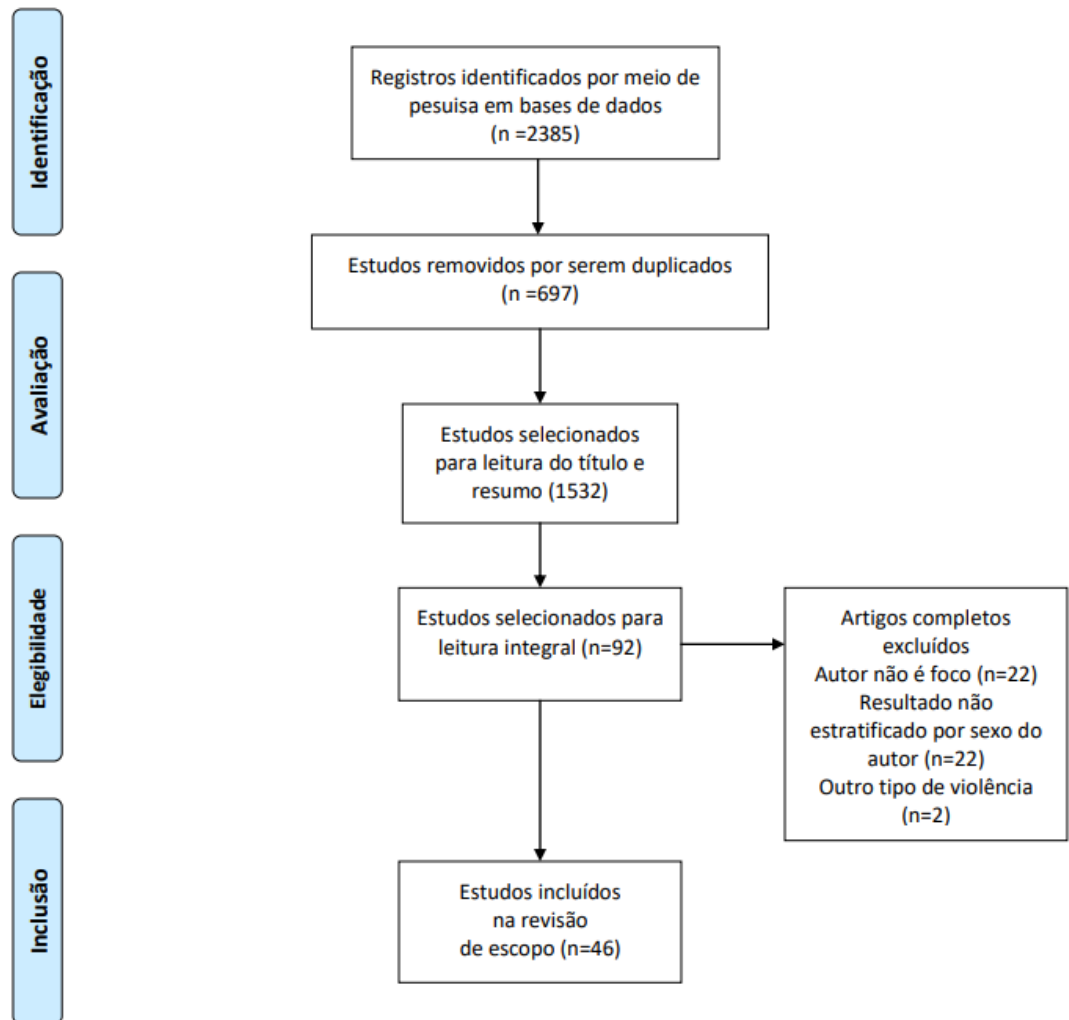 Identificação
Registros identificados por meio de
pesuisa em bases de dados
(n =2385)
Estudos removidos por serem duplicados
(n =697)
Avaliação
Estudos selecionados
para leitura do título e
resumo (1532)
Elegibilidade
Estudos selecionados para
leitura integral (n=92)
Artigos completos
excluídos
Autor não é foco (n=22)
Resultado não
estratificado por sexo do
autor (n=22)
Outro tipo de violência
(n=2)
Inclusão
Estudos incluídos
na revisão
de escopo (n=46)